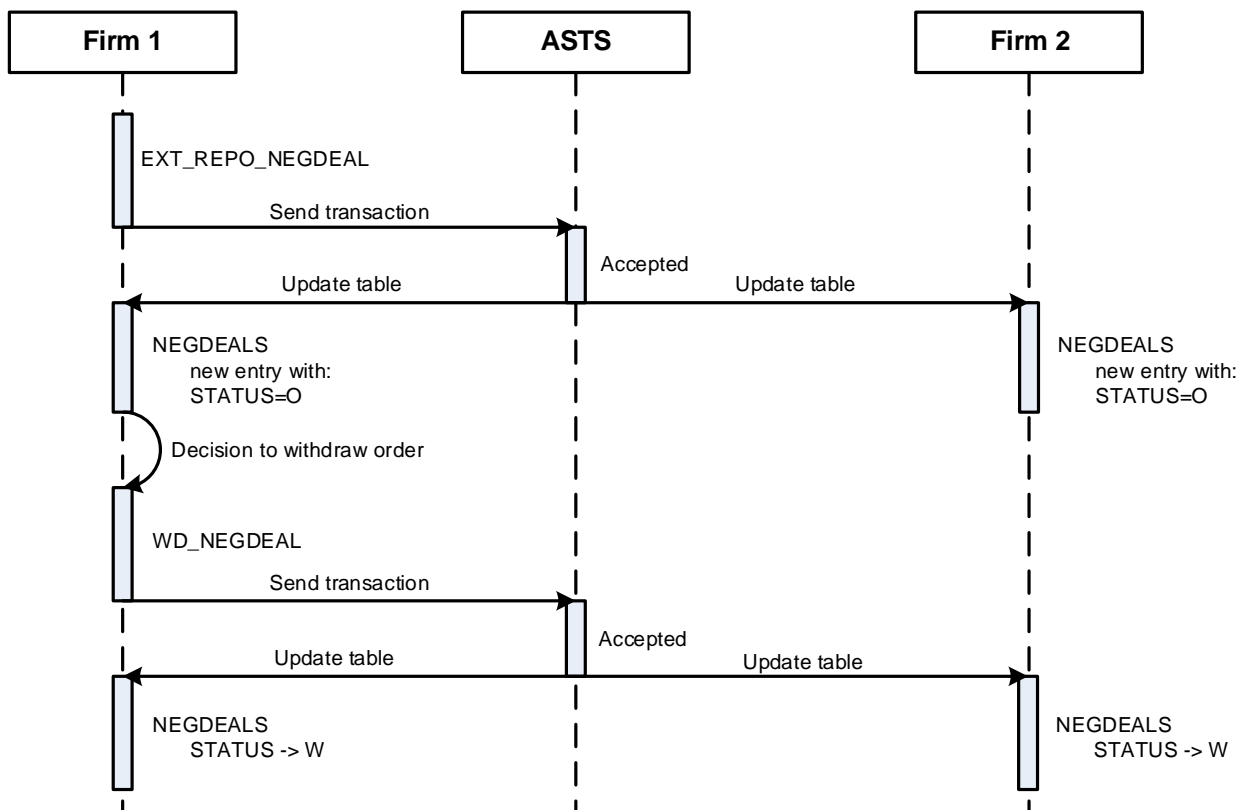 Firm 1
ASTS
Firm 2
EXT_REPO_NEGDEAL
Send transaction
Accepted
Update table
Update table
NEGDEALS
new entry with:
STATUS=O
NEGDEALS
new entry with:
STATUS=O
Decision to withdraw order
WD_NEGDEAL
Send transaction
Accepted
Update table
Update table
NEGDEALS
STATUS -> W
NEGDEALS
STATUS -> W